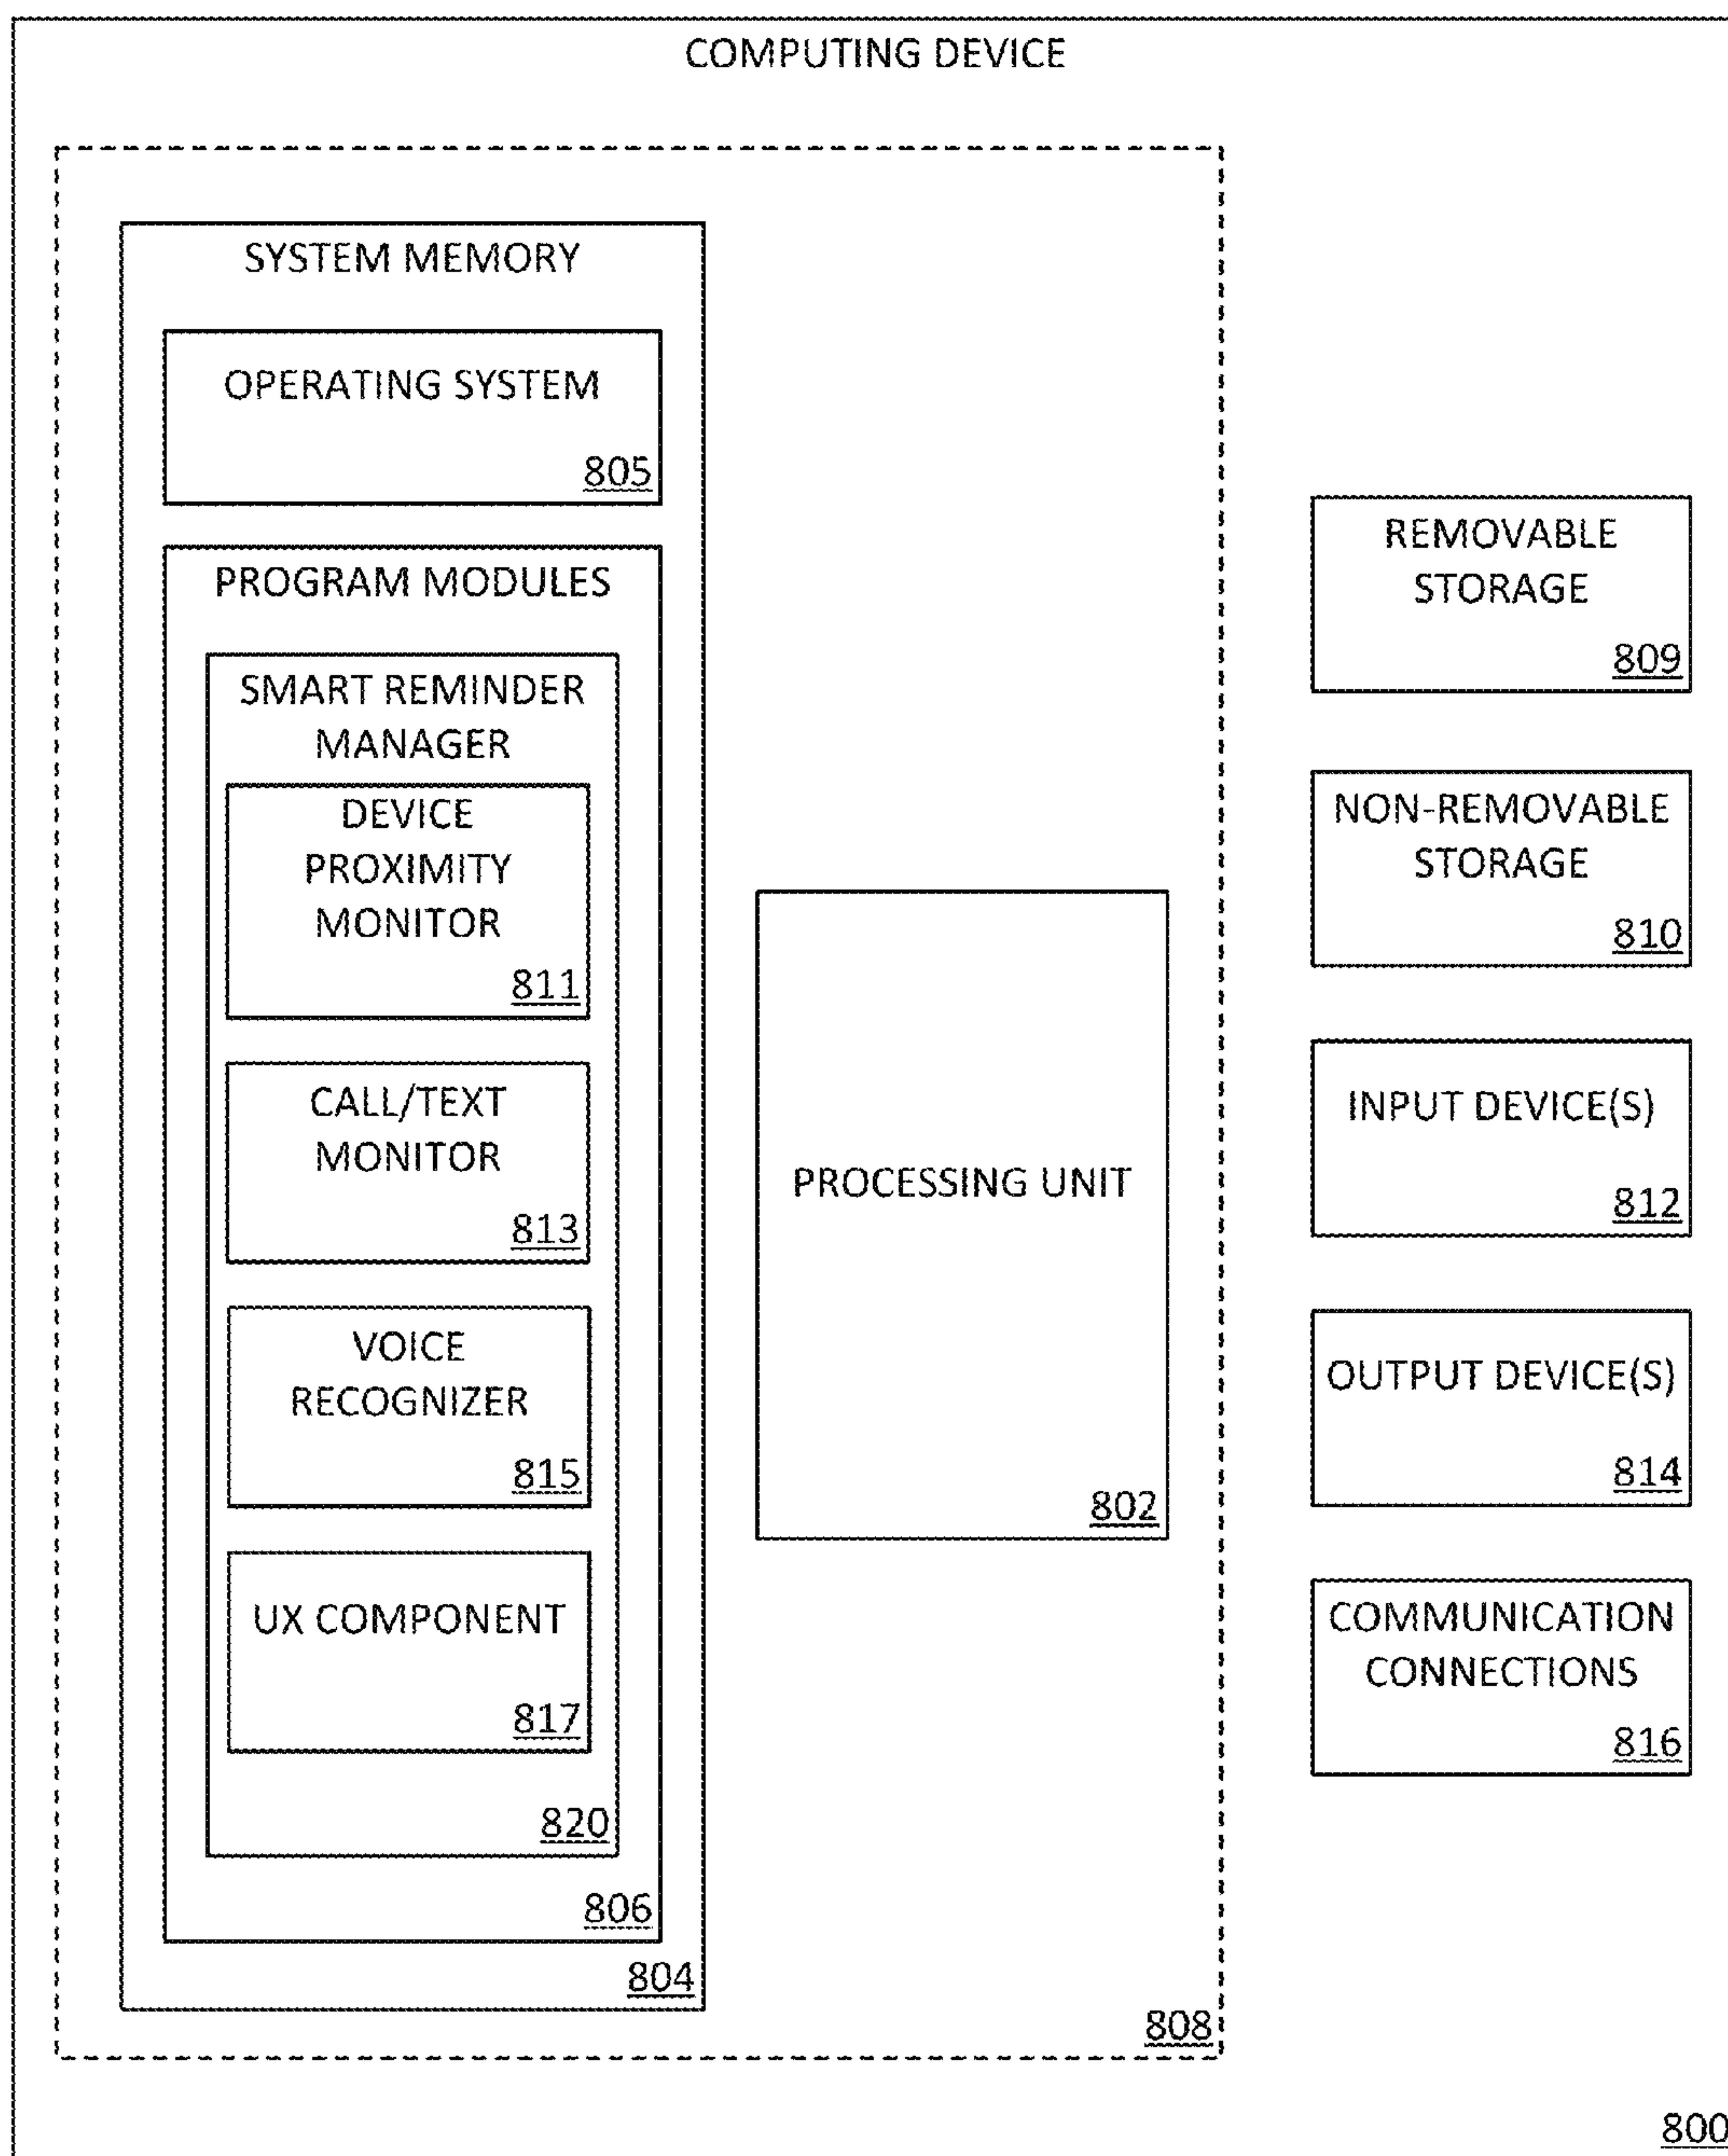 COMPUTING DEVICE
SYSTEM MEMORY
OPERATING SYSTEM
805
PROGRAM MODULES
SMART REMINDER
MANAGER
DEVICE
PROXIMITY
MONITOR
811
CALL/TEXT
MONITOR
813
VOICE
RECOGNIZER
815
UX COMPONENT
817
820
806
804
PROCESSING UNIT
802
808
REMOVABLE
STORAGE
809
NON-REMOVABLE
STORAGE
810
INPUT DEVICE(S)
812
OUTPUT DEVICE(S)
814
COMMUNICATION
CONNECTIONS
816
800